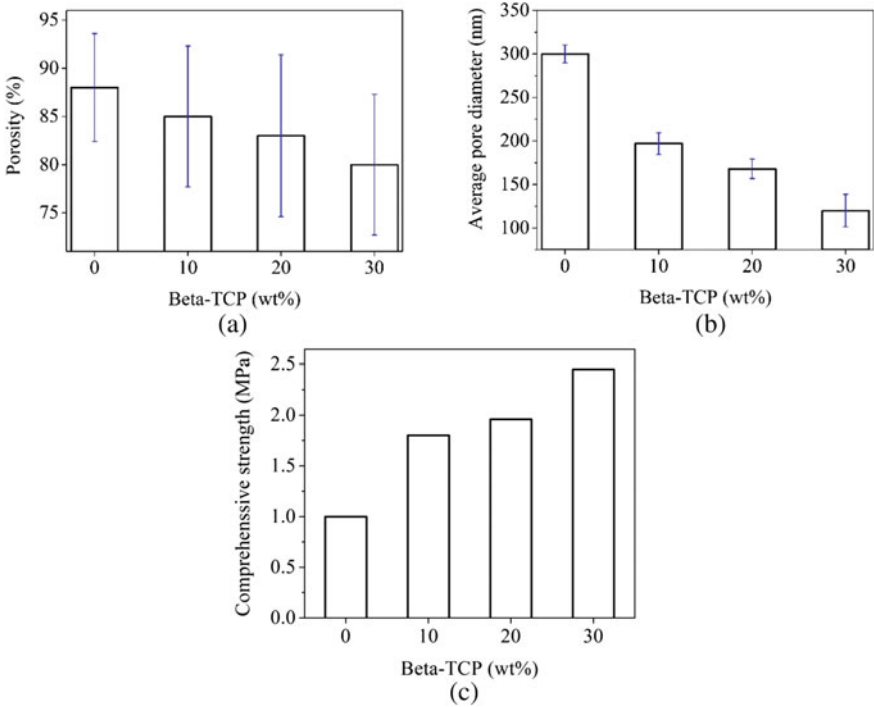 95
90
85
80
75
Porosity (%)
0 10 20 30
Beta-TCP (wt%)
(a)
350
300
250
200
150
100
Average pore diameter (nm)
0 10 20 30
Beta-TCP (wt%)
(b)
2.5
2.0
1.5
1.0
0.5
0.0
Comprehenssive strength (MPa)
0 10 20 30
Beta-TCP (wt%)
(c)